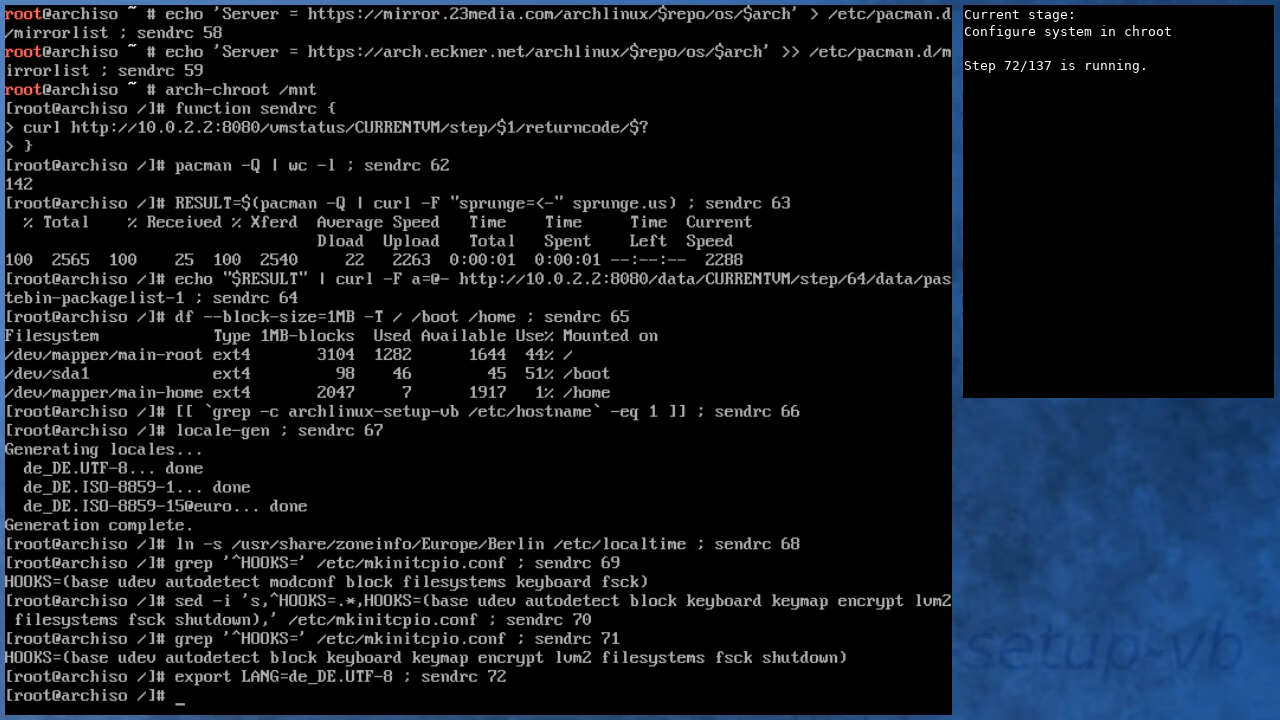 root@archiso ~ # echo 'Server = https://mirror.23media.com/archlinux/$repo/os/$arch' > /etc/pacman.d
/mirrorlist ; sendrc 58
root@archiso ~ # echo 'Server = https://arch.eckner.net/archlinux/$repo/os/$arch' >> /etc/pacman.d/m
irrorlist ; sendrc 59
root@archiso ~ # arch-chroot /mnt
[root@archiso /]# function sendrc {
> curl http://10.0.2.2:8080/vmstatus/CURRENTVM/step/$1/returncode/$?
> }
[root@archiso /]# pacman -Q | wc -l ; sendrc 62
142
[root@archiso /]# RESULT=$(pacman -Q | curl -F "sprunge=<-" sprunge.us) ; sendrc 63
  % Total    % Received % Xferd  Average Speed   Time    Time     Time  Current
                                 Dload  Upload   Total   Spent    Left  Speed
100  2565  100    25  100  2540     22   2263  0:00:01  0:00:01 --:--:--  2288
[root@archiso /]# echo "$RESULT" | curl -F a=@- http://10.0.2.2:8080/data/CURRENTVM/step/64/data/pas
tebin-packagelist-1 ; sendrc 64
[root@archiso /]# df --block-size=1MB -T / /boot /home ; sendrc 65
Filesystem            Type 1MB-blocks  Used Available Use% Mounted on
/dev/mapper/main-root ext4       3104  1282      1644  44% /
/dev/sda1             ext4         98    46        45  51% /boot
/dev/mapper/main-home ext4       2047     7      1917   1% /home
[root@archiso /]# [[ `grep -c archlinux-setup-vb /etc/hostname` -eq 1 ]] ; sendrc 66
[root@archiso /]# locale-gen ; sendrc 67
Generating locales...
  de_DE.UTF-8... done
  de_DE.ISO-8859-1... done
  de_DE.ISO-8859-15@euro... done
Generation complete.
[root@archiso /]# ln -s /usr/share/zoneinfo/Europe/Berlin /etc/localtime ; sendrc 68
[root@archiso /]# grep '^HOOKS=' /etc/mkinitcpio.conf ; sendrc 69
HOOKS=(base udev autodetect modconf block filesystems keyboard fsck)
[root@archiso /]# sed -i 's,^HOOKS=.*,HOOKS=(base udev autodetect block keyboard keymap encrypt lvm2
 filesystems fsck shutdown),' /etc/mkinitcpio.conf ; sendrc 70
[root@archiso /]# grep '^HOOKS=' /etc/mkinitcpio.conf ; sendrc 71
HOOKS=(base udev autodetect block keyboard keymap encrypt lvm2 filesystems fsck shutdown)
[root@archiso /]# export LANG=de_DE.UTF-8 ; sendrc 72
[root@archiso /]# _
Current stage:
Configure system in chroot
Step 72/137 is running.
setup-vb